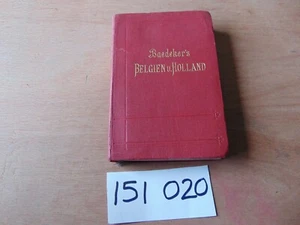 Baedeker's
BELGIEN U. HOLLAND
151 020